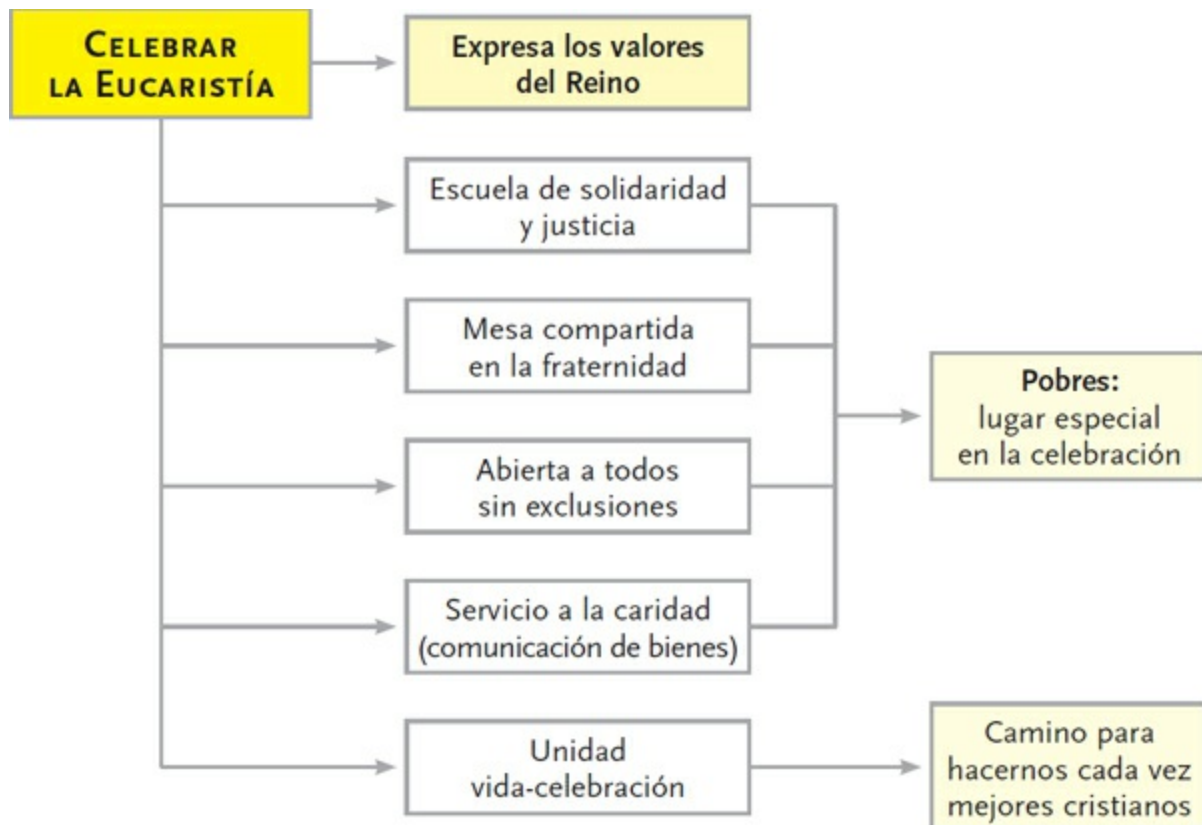 CELEBRAR
LA EUCARISTÍA
Expresa los valores
del Reino
Escuela de solidaridad
y justicia
Mesa compartida
en la fraternidad
Abierta a todos
sin exclusiones
Servicio a la caridad
(comunicación de bienes)
Unidad
vida-celebración
Pobres:
lugar especial
en la celebración
Camino para
hacernos cada vez
mejores cristianos